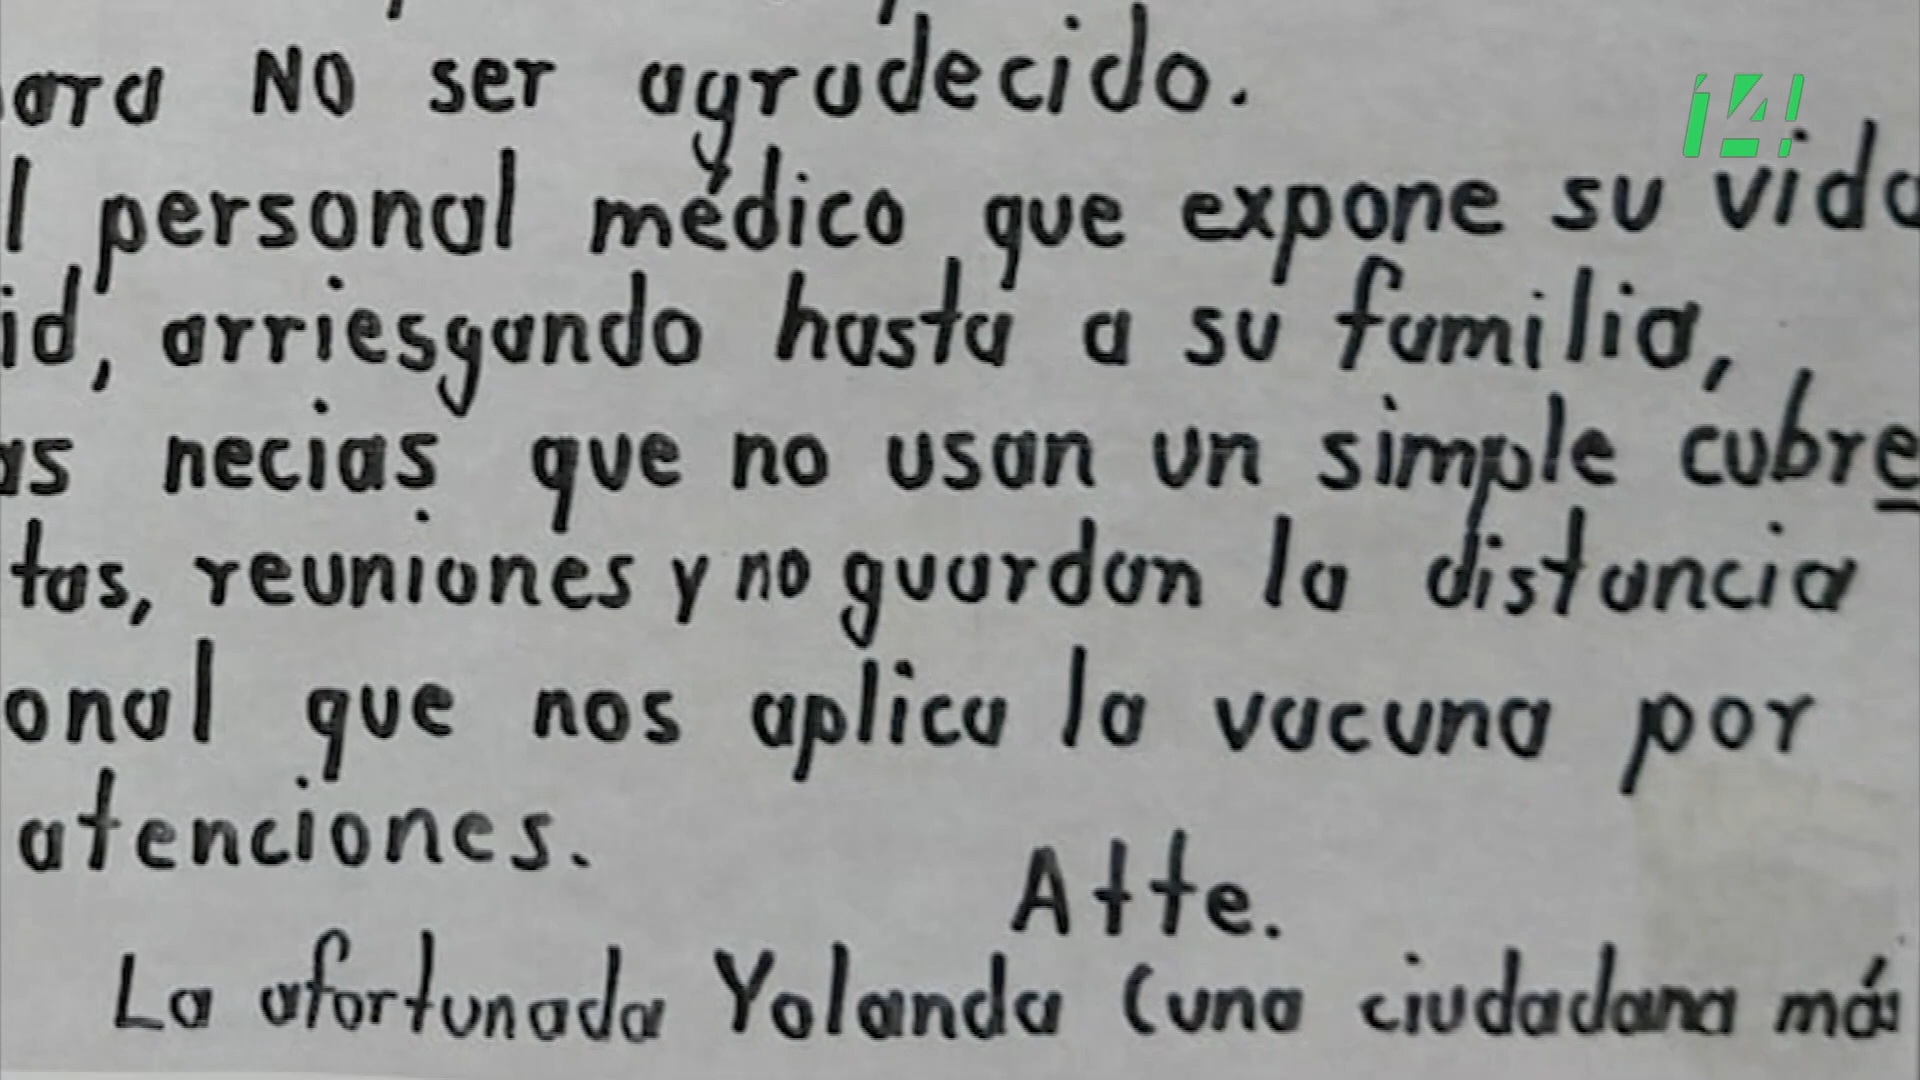 para NO ser agradecido.
l personal médico que expone su vida
id, arriesgando hasta a su familia,
as necias que no usan un simple cubre
tas, reuniones y no guardan la distancia
onal que nos aplica la vacuna por
atenciones.
Atte.
La afortunada Yolanda (una ciudadana más
¡4!